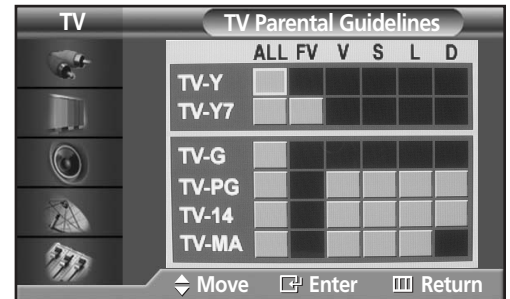 TV TV Parental Guidelines
ALL FV V S L D
TV-Y
TV-Y7
TV-G
TV-PG
TV-14
TV-MA
Move Enter Return